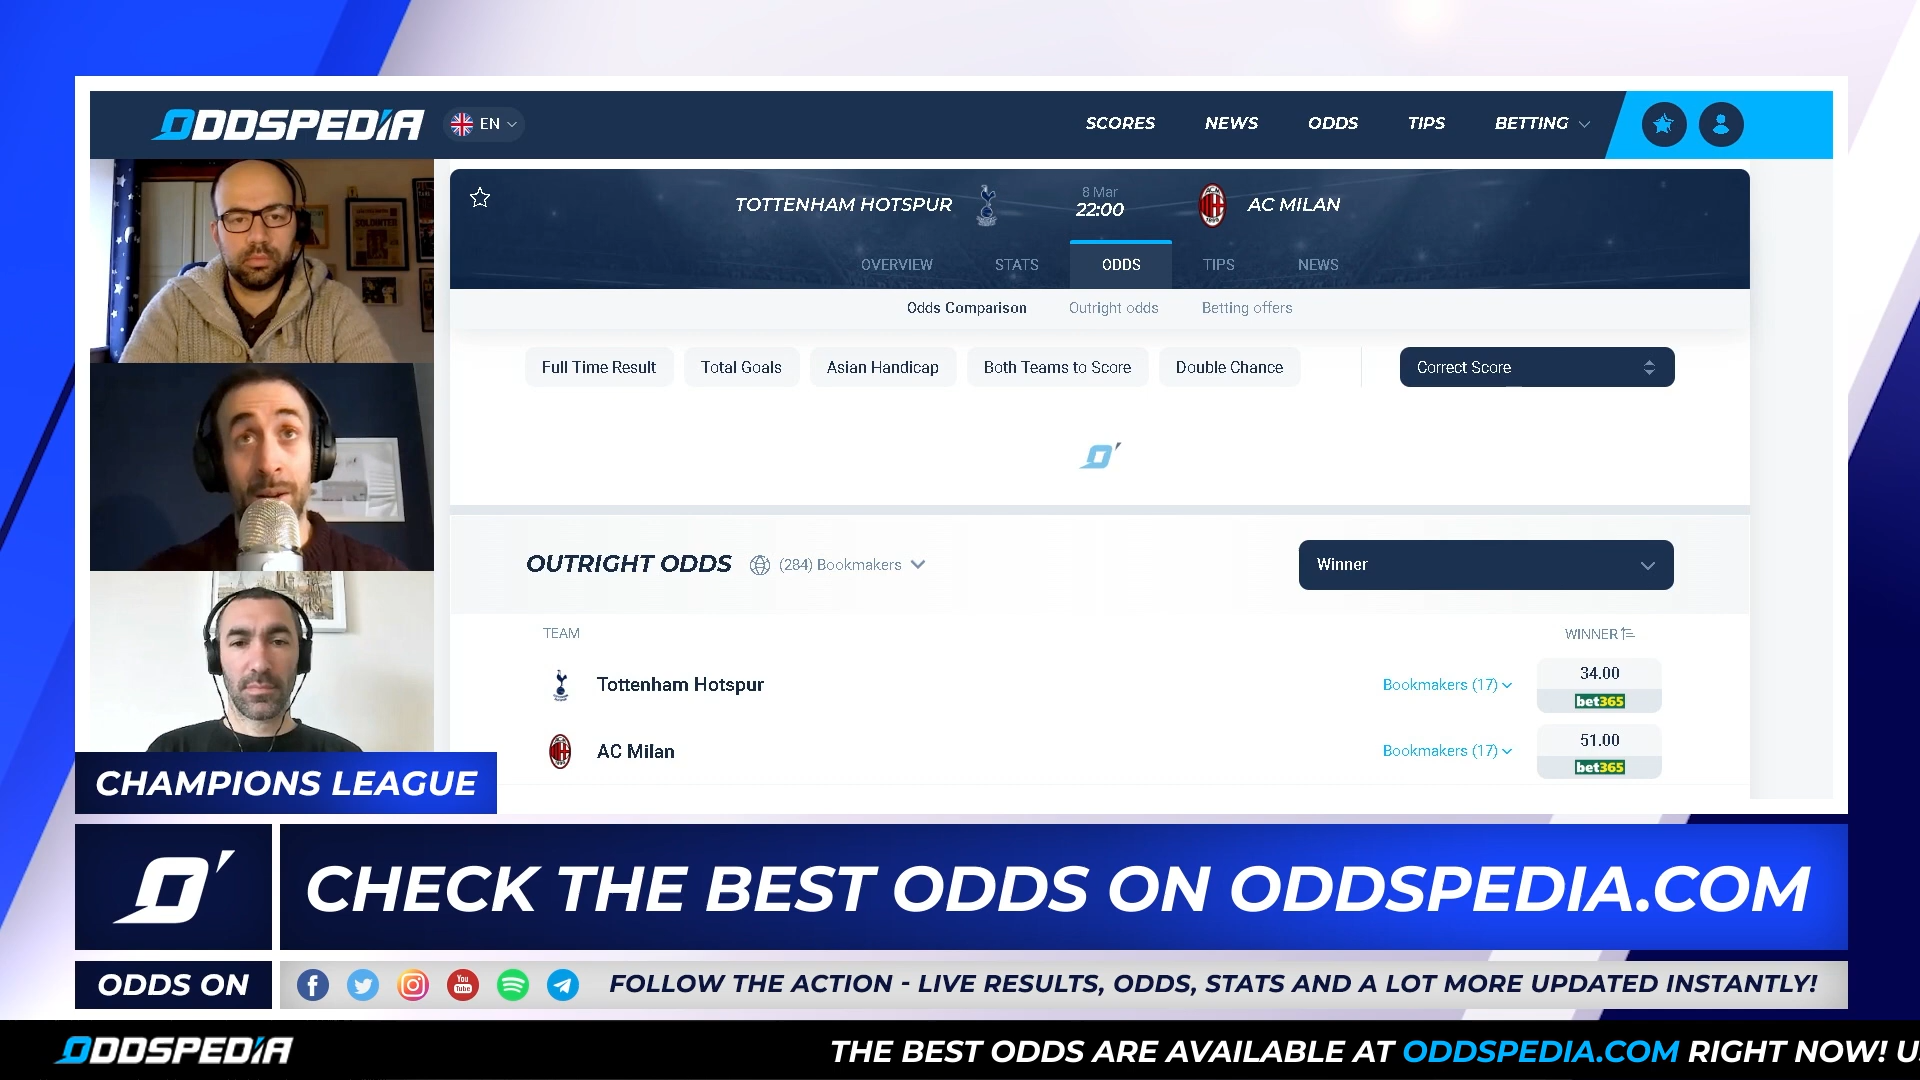 ODDSPEDIA
EN
SCORES
NEWS
ODDS
TIPS
BETTING
TOTTENHAM HOTSPUR
8 Mar
22:00
AC MILAN
OVERVIEW
STATS
ODDS
TIPS
NEWS
Odds Comparison
Outright odds
Betting offers
Full Time Result
Total Goals
Asian Handicap
Both Teams to Score
Double Chance
Correct Score
OUTRIGHT ODDS
(284) Bookmakers
Winner
TEAM
WINNER
Tottenham Hotspur
Bookmakers (17)
34.00
bet365
AC Milan
Bookmakers (17)
51.00
bet365
CHAMPIONS LEAGUE
CHECK THE BEST ODDS ON ODDSPEDIA.COM
ODDS ON
You Tube
FOLLOW THE ACTION - LIVE RESULTS, ODDS, STATS AND A LOT MORE UPDATED INSTANTLY!
ODDSPEDIA
THE BEST ODDS ARE AVAILABLE AT ODDSPEDIA.COM RIGHT NOW!